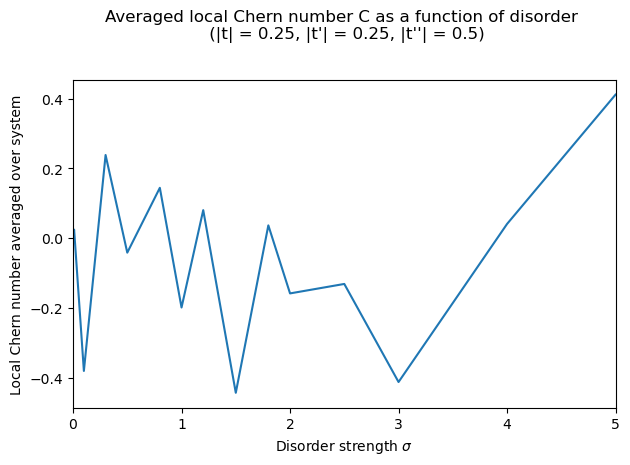 Averaged local Chern number C as a function of disorder
(|t| = 0.25, |t'| = 0.25, |t''| = 0.5)
Local Chern number averaged over system
0.4
0.2
0.0
−0.2
−0.4
0 1 2 3 4 5
Disorder strength σ